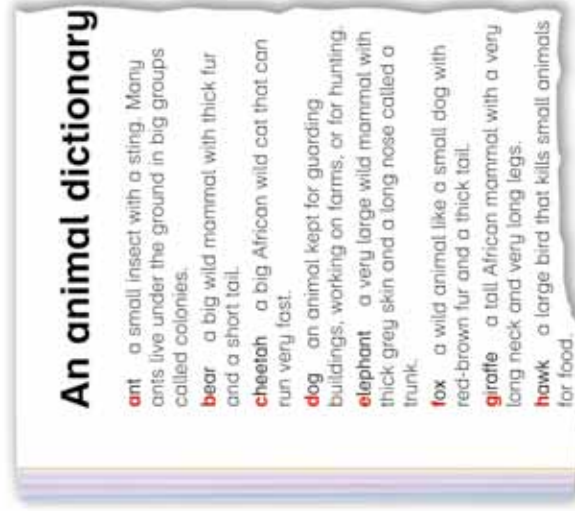 An animal dictionary
ant a small insect with a sting. Many
ants live under the ground in big groups
called colonies.
bear a big wild mammal with thick fur
and a short tail.
cheetah a big African wild cat that can
run very fast.
dog an animal kept for guarding
buildings, working on farms, or for hunting.
elephant a very large wild mammal with
thick grey skin and a long nose called a
trunk.
fox a wild animal like a small dog with
red-brown fur and a thick tail.
giraffe a tall African mammal with a very
long neck and very long legs.
hawk a large bird that kills small animals
for food.